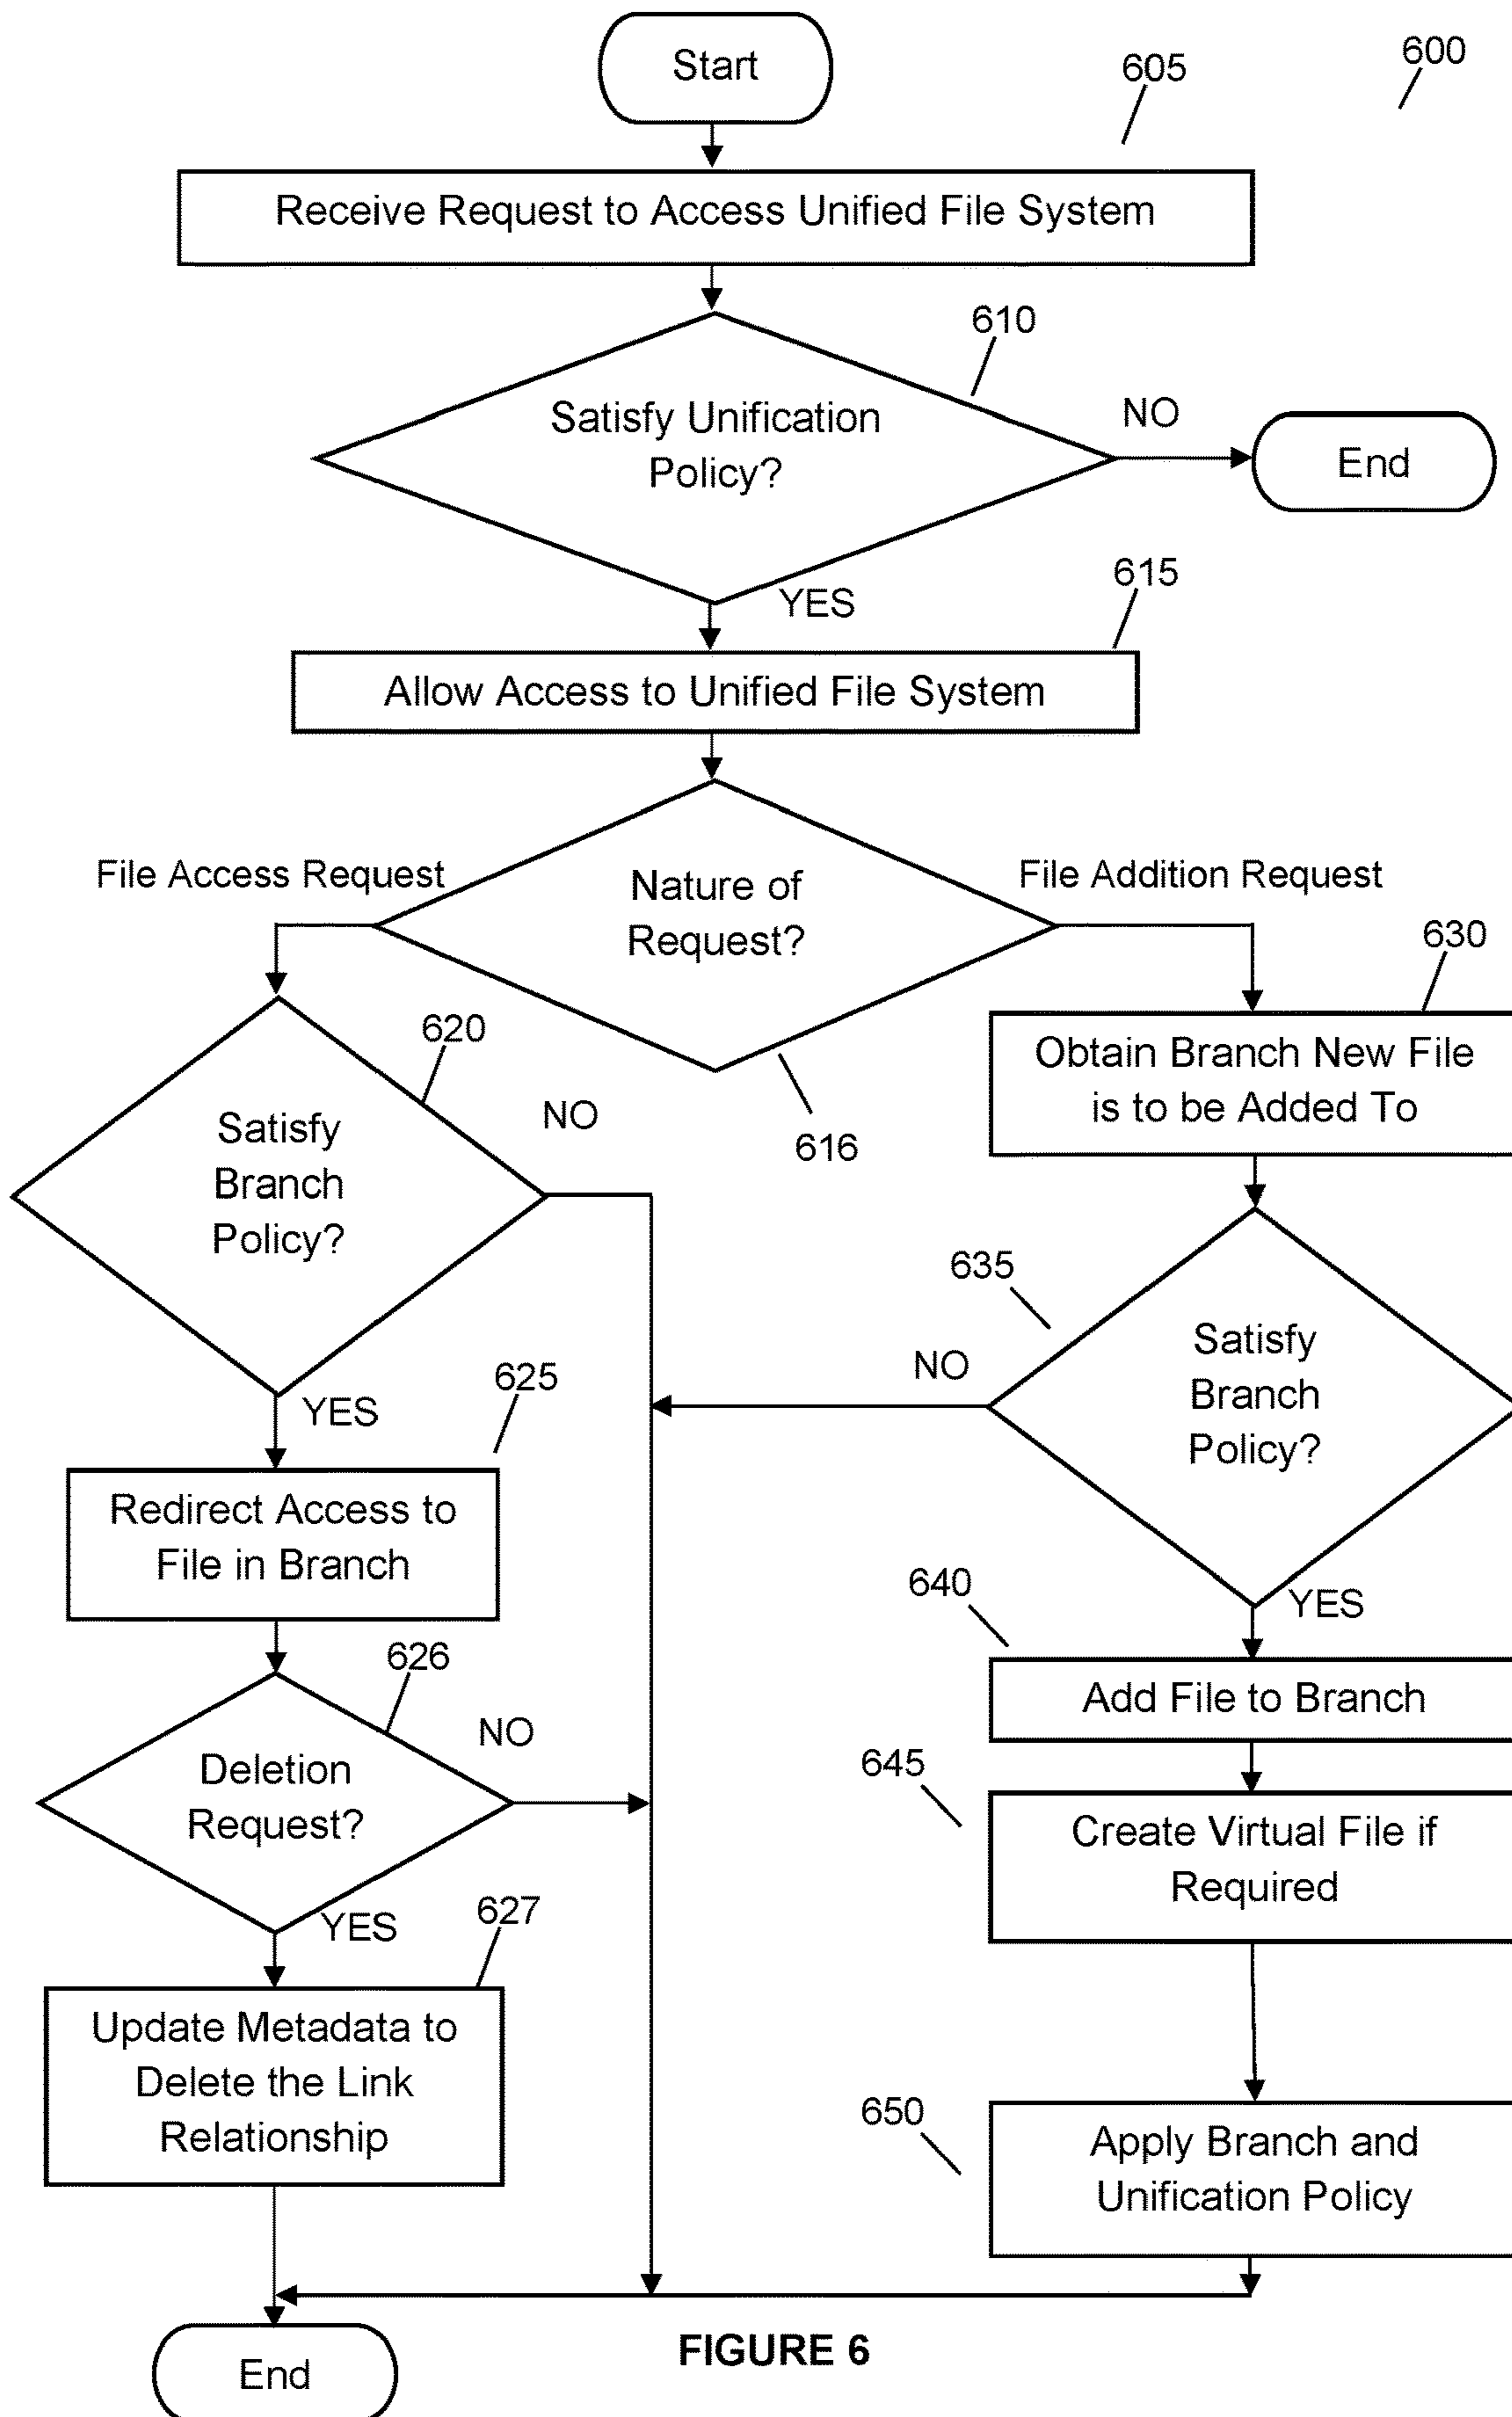 Start
605
600
Receive Request to Access Unified File System
610
Satisfy Unification
Policy?
NO
End
YES
615
Allow Access to Unified File System
File Access Request
Nature of
Request?
File Addition Request
616
620
Satisfy
Branch
Policy?
NO
YES
625
Redirect Access to
File in Branch
626
Deletion
Request?
NO
YES
627
Update Metadata to
Delete the Link
Relationship
630
Obtain Branch New File
is to be Added To
635
Satisfy
Branch
Policy?
NO
YES
640
Add File to Branch
645
Create Virtual File if
Required
650
Apply Branch and
Unification Policy
End
FIGURE 6